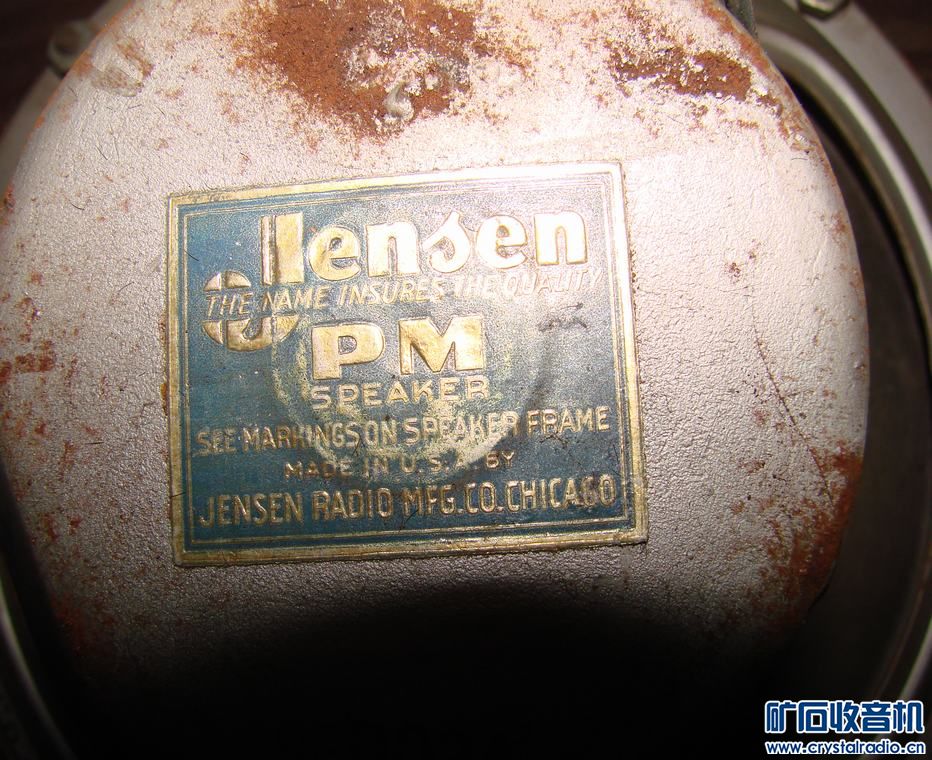 Jensen
THE NAME INSURES THE QUALITY
PM
SPEAKER
SEE MARKINGS ON SPEAKER FRAME
MADE IN U.S.A. BY
JENSEN RADIO MFG.CO.CHICAGO
矿石收音机
www.crystalradio.cn